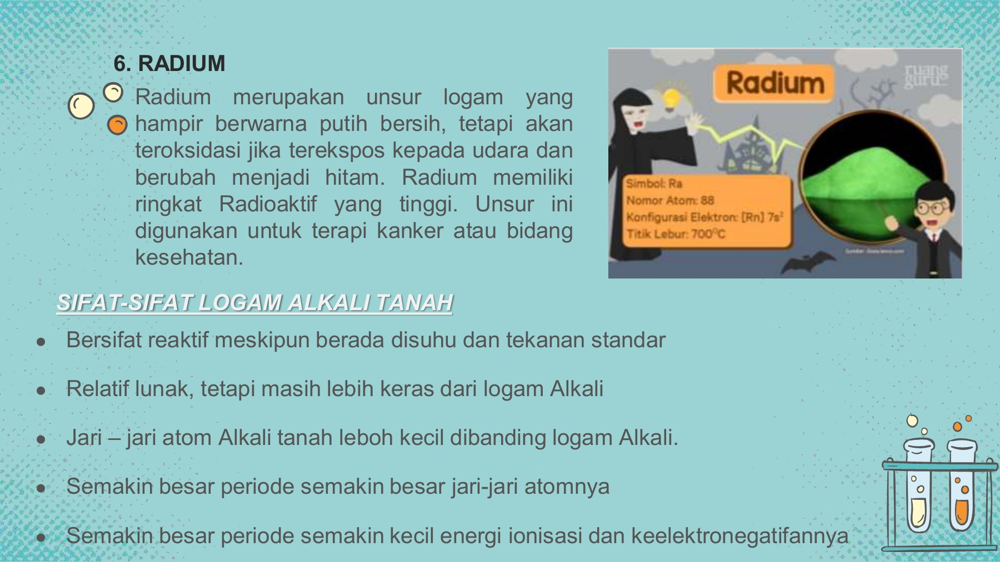 6. RADIUM
Radium merupakan unsur logam yang
hampir berwarna putih bersih, tetapi akan
teroksidasi jika terekspos kepada udara dan
berubah menjadi hitam. Radium memiliki
ringkat Radioaktif yang tinggi. Unsur ini
digunakan untuk terapi kanker atau bidang
kesehatan.
Radium
ruang
guru
Simbol: Ra
Nomor Atom: 88
Konfigurasi Elektron: [Rn] 7s²
Titik Lebur: 700°C
SIFAT-SIFAT LOGAM ALKALI TANAH
● Bersifat reaktif meskipun berada disuhu dan tekanan standar
● Relatif lunak, tetapi masih lebih keras dari logam Alkali
● Jari – jari atom Alkali tanah leboh kecil dibanding logam Alkali.
● Semakin besar periode semakin besar jari-jari atomnya
● Semakin besar periode semakin kecil energi ionisasi dan keelektronegatifannya